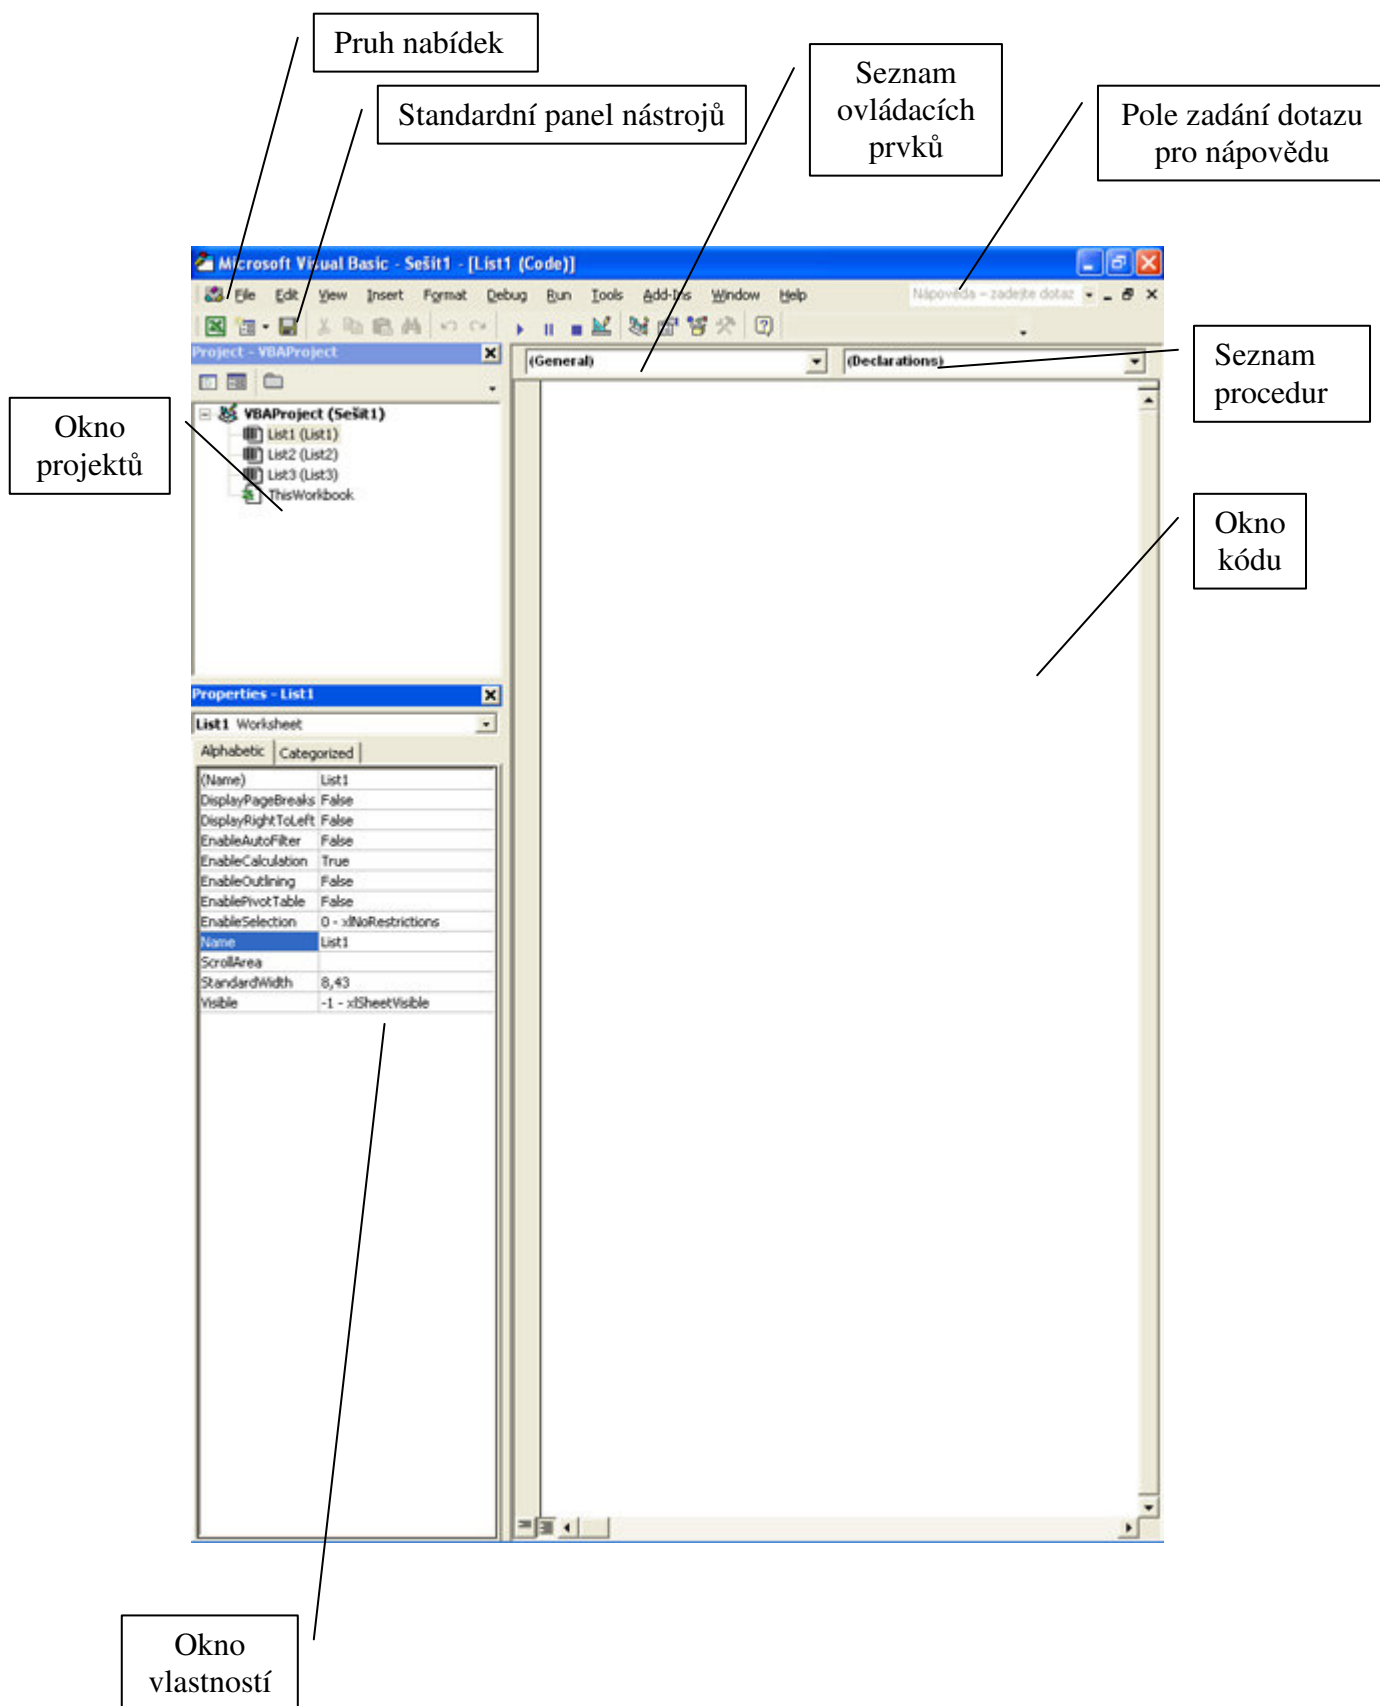 Pruh nabídek
Standardní panel nástrojů
Seznam
ovládacích
prvků
Pole zadání dotazu
pro nápovědu
Microsoft Visual Basic - Sešit1 - [List1 (Code)]
File Edit View Insert Format Debug Run Tools Add-Ins Window Help
Nápověda – zadejte dotaz
Project - VBAProject
(General)
(Declarations)
Seznam
procedur
Okno
projektů
VBAProject (Sešit1)
List1 (List1)
List2 (List2)
List3 (List3)
ThisWorkbook
Okno
kódu
Properties - List1
List1 Worksheet
Alphabetic Categorized
(Name) List1
DisplayPageBreaks False
DisplayRightToLeft False
EnableAutoFilter False
EnableCalculation True
EnableOutlining False
EnablePivotTable False
EnableSelection 0 - xlNoRestrictions
Name List1
ScrollArea
StandardWidth 8,43
Visible -1 - xlSheetVisible
Okno
vlastností